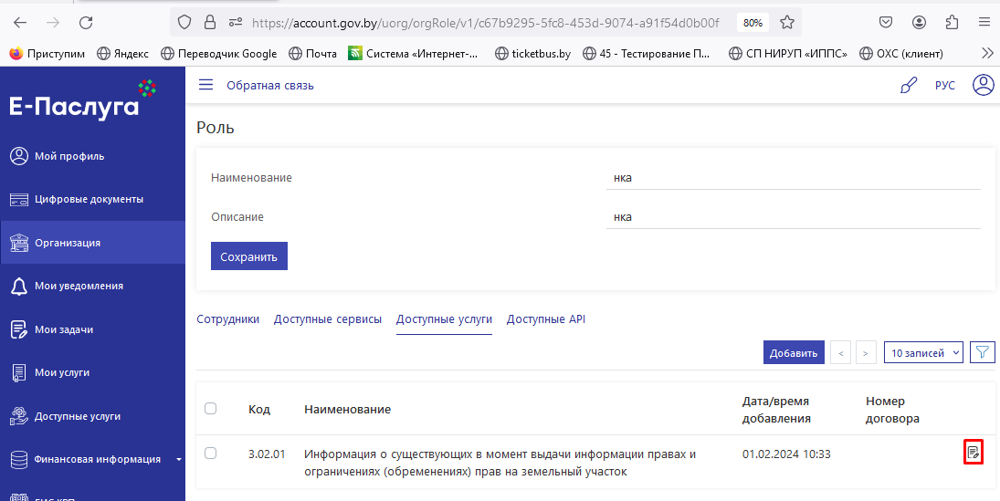 https://account.gov.by/uorg/orgRole/v1/c67b9295-5fc8-453d-9074-a91f54d0b00f 80%
Приступим Яндекс Переводчик Google Почта Система «Интернет-... ticketbus.by 45 - Тестирование П... СП НИРУП «ИППС» ОХС (клиент)
Е-Паслуга
Обратная связь РУС
Мой профиль
Цифровые документы
Организация
Мои уведомления
Мои задачи
Мои услуги
Доступные услуги
Финансовая информация
Роль
Наименование нка
Описание нка
Сохранить
Сотрудники Доступные сервисы Доступные услуги Доступные API
Добавить < > 10 записей
Код Наименование Дата/время добавления Номер договора
3.02.01 Информация о существующих в момент выдачи информации правах и 01.02.2024 10:33
ограничениях (обременениях) прав на земельный участок